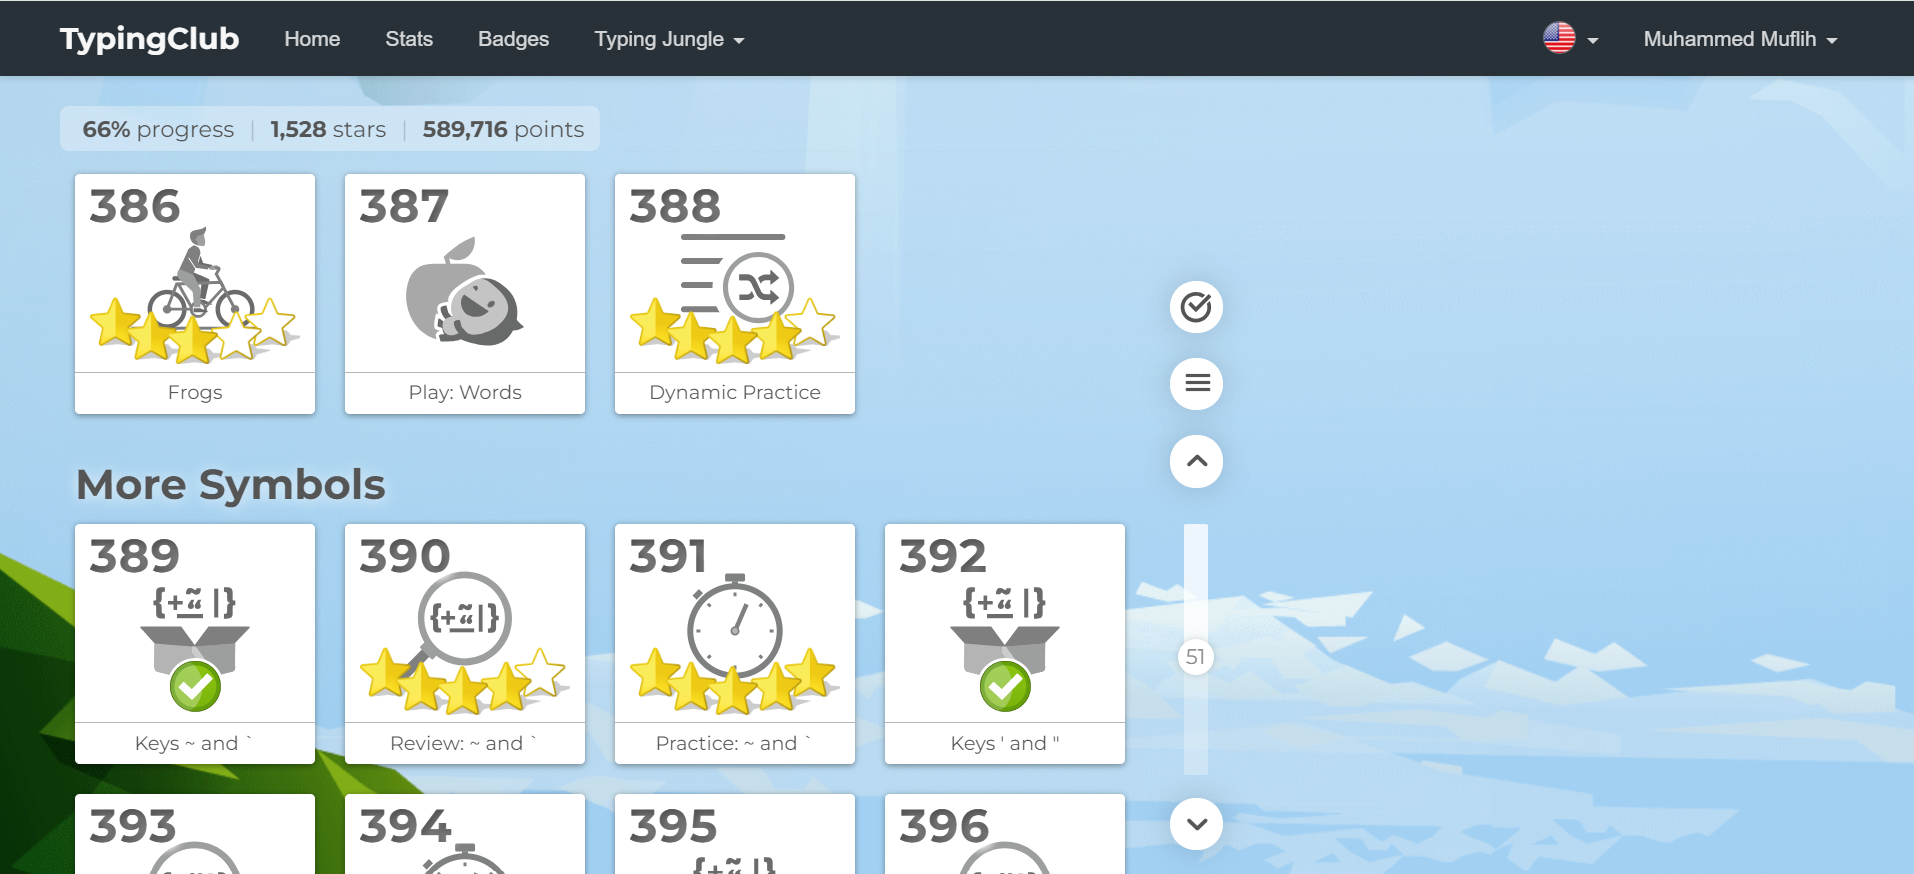 TypingClub Home Stats Badges Typing Jungle Muhammed Muflih
66% progress | 1,528 stars | 589,716 points
386 387 388
Frogs Play: Words Dynamic Practice
More Symbols
389 390 391 392
{+~“|} {+~“|} {+~“|}
Keys ~ and ` Review: ~ and ` Practice: ~ and ` Keys ' and "
51
393 394 395 396